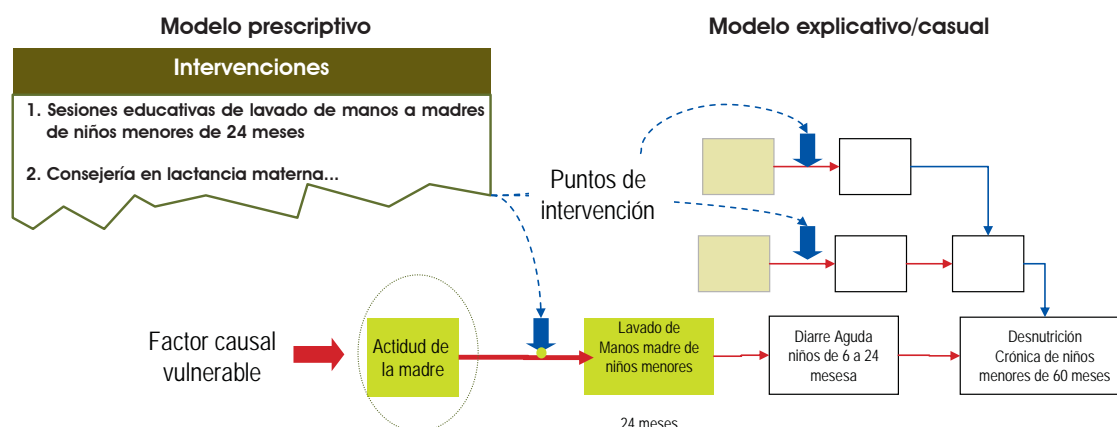 Modelo prescriptivo
Modelo explicativo/casual
Intervenciones
1. Sesiones educativas de lavado de manos a madres
de niños menores de 24 meses
2. Consejería en lactancia materna...
Puntos de
intervención
Factor causal
vulnerable
Actidud de
la madre
Lavado de
Manos madre de
niños menores
24 meses
Diarre Aguda
niños de 6 a 24
mesesa
Desnutrición
Crónica de niños
menores de 60 meses